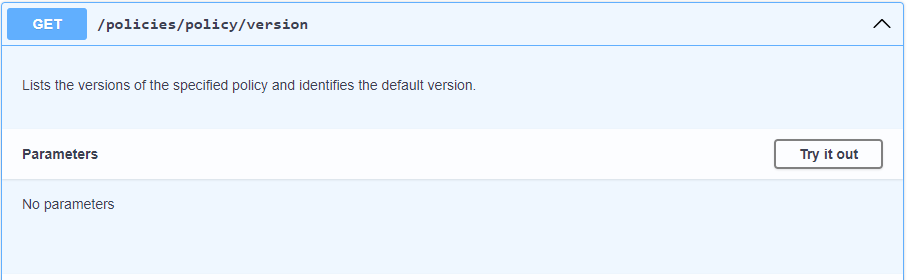 GET /policies/policy/version
Lists the versions of the specified policy and identifies the default version.
Parameters Try it out
No parameters